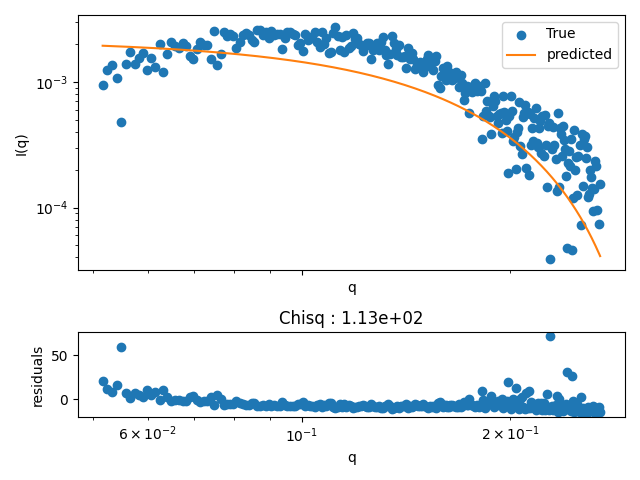 True
predicted
10⁻³
10⁻⁴
I(q)
q
Chisq : 1.13e+02
50
0
residuals
6 × 10⁻²
10⁻¹
2 × 10⁻¹
q